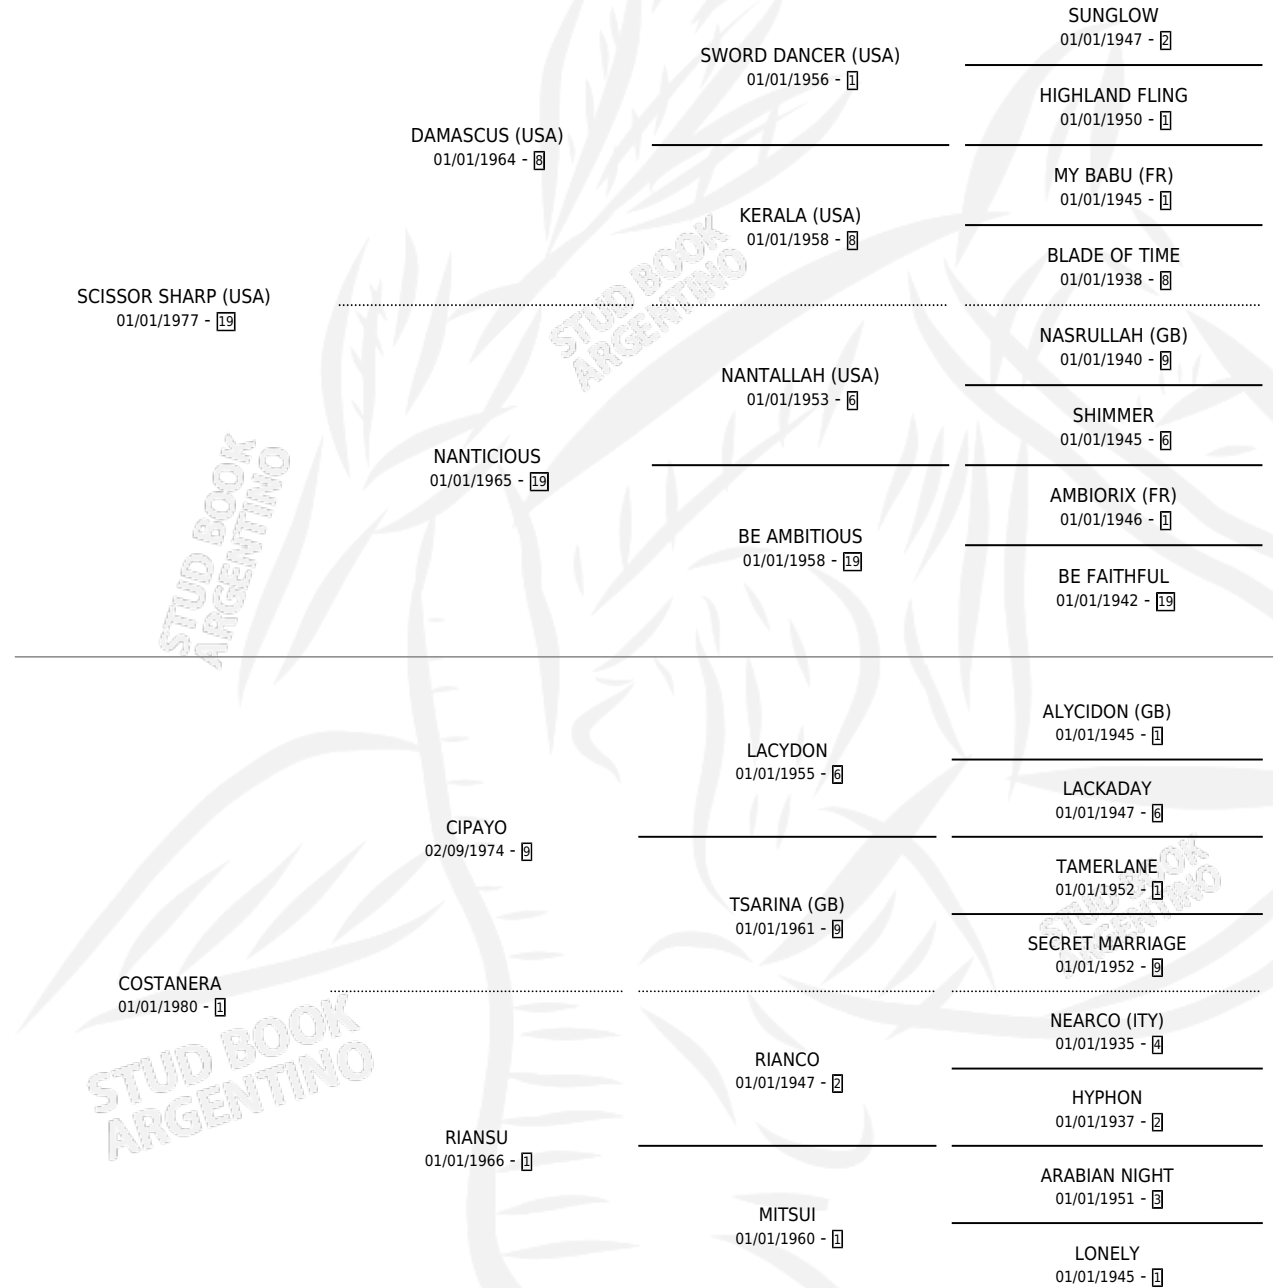 SUNGLOW
01/01/1947 - 2
SWORD DANCER (USA)
01/01/1956 - 1
HIGHLAND FLING
01/01/1950 - 1
DAMASCUS (USA)
01/01/1964 - 8
MY BABU (FR)
01/01/1945 - 1
KERALA (USA)
01/01/1958 - 8
BLADE OF TIME
01/01/1938 - 8
SCISSOR SHARP (USA)
01/01/1977 - 19
NASRULLAH (GB)
01/01/1940 - 9
NANTALLAH (USA)
01/01/1953 - 6
SHIMMER
01/01/1945 - 6
NANTICIOUS
01/01/1965 - 19
AMBIORIX (FR)
01/01/1946 - 1
BE AMBITIOUS
01/01/1958 - 19
BE FAITHFUL
01/01/1942 - 19
ALYCIDON (GB)
01/01/1945 - 1
LACYDON
01/01/1955 - 6
LACKADAY
01/01/1947 - 6
CIPAYO
02/09/1974 - 9
TAMERLANE
01/01/1952 - 1
TSARINA (GB)
01/01/1961 - 9
SECRET MARRIAGE
01/01/1952 - 9
COSTANERA
01/01/1980 - 1
NEARCO (ITY)
01/01/1935 - 4
RIANCO
01/01/1947 - 2
HYPHON
01/01/1937 - 2
RIANSU
01/01/1966 - 1
ARABIAN NIGHT
01/01/1951 - 3
MITSUI
01/01/1960 - 1
LONELY
01/01/1945 - 1
STUD BOOK
ARGENTINO
STUD BOOK
ARGENTINO
STUD BOOK
ARGENTINO
STUD BOOK
ARGENTINO